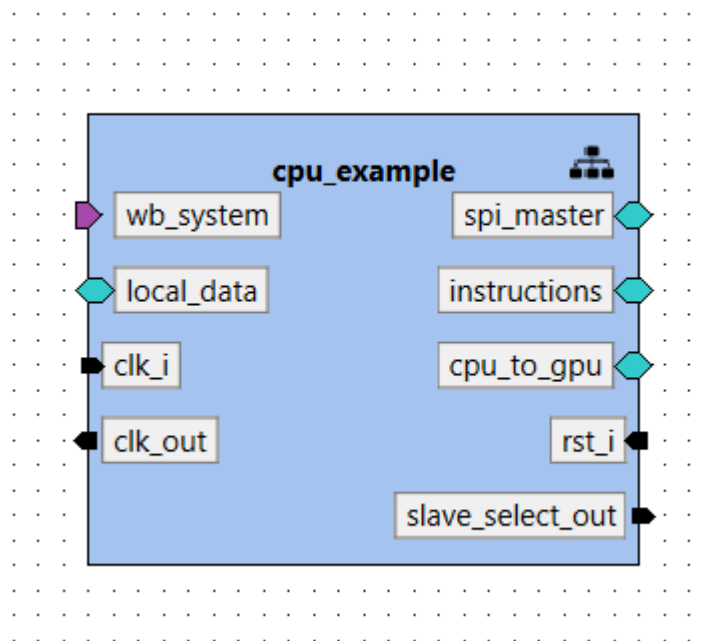 cpu_example
wb_system
spi_master
local_data
instructions
clk_i
cpu_to_gpu
clk_out
rst_i
slave_select_out